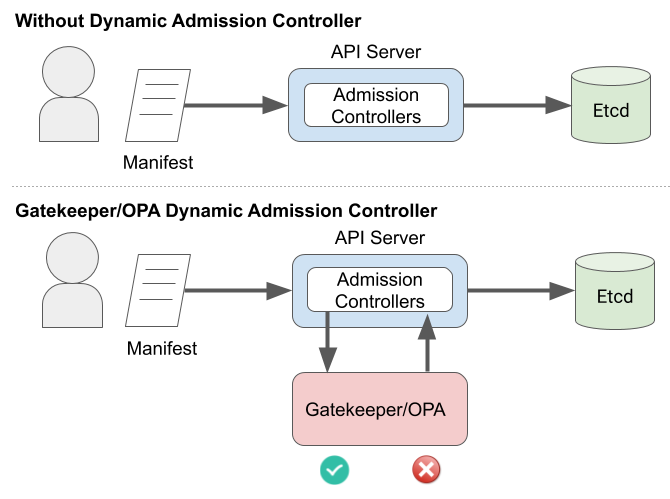 Without Dynamic Admission Controller
API Server
Admission
Controllers
Etcd
Manifest
Gatekeeper/OPA Dynamic Admission Controller
API Server
Admission
Controllers
Etcd
Manifest
Gatekeeper/OPA